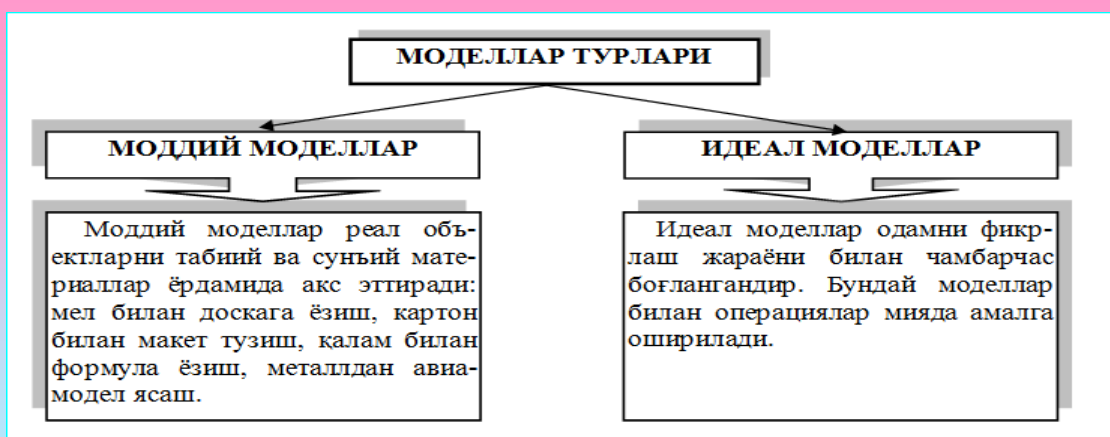 МОДЕЛЛАР ТУРЛАРИ
МОДДИЙ МОДЕЛЛАР
Моддий моделлар реал объ-
ектларни табиий ва сунъий мате-
риаллар ёрдамида акс эттиради:
мел билан доскага ёзиш, картон
билан макет тузиш, қалам билан
формула ёзиш, металлдан авиа-
модел ясаш.
ИДЕАЛ МОДЕЛЛАР
Идеал моделлар одамни фикр-
лаш жараёни билан чамбарчас
боғлангандир. Бундай моделлар
билан операциялар мияда амалга
оширилади.